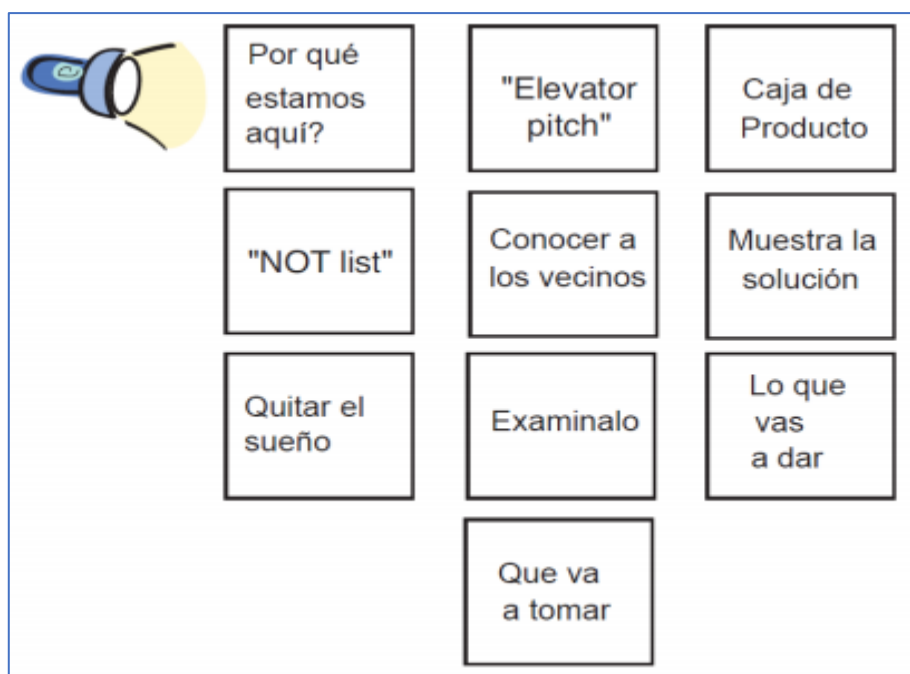 Por qué
estamos
aquí?
"Elevator
pitch"
Caja de
Producto
"NOT list"
Conocer a
los vecinos
Muestra la
solución
Quitar el
sueño
Examinalo
Lo que
vas
a dar
Que va
a tomar